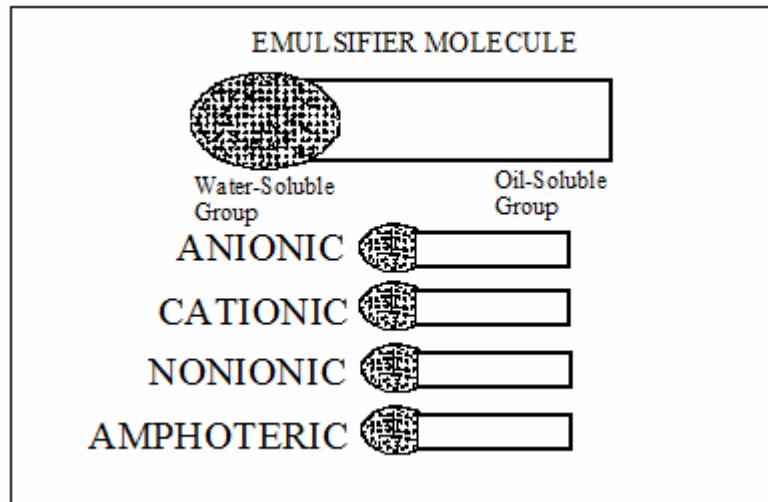 EMULSIFIER MOLECULE
Water-Soluble
Group
Oil-Soluble
Group
ANIONIC
CATIONIC
NONIONIC
AMPHOTERIC